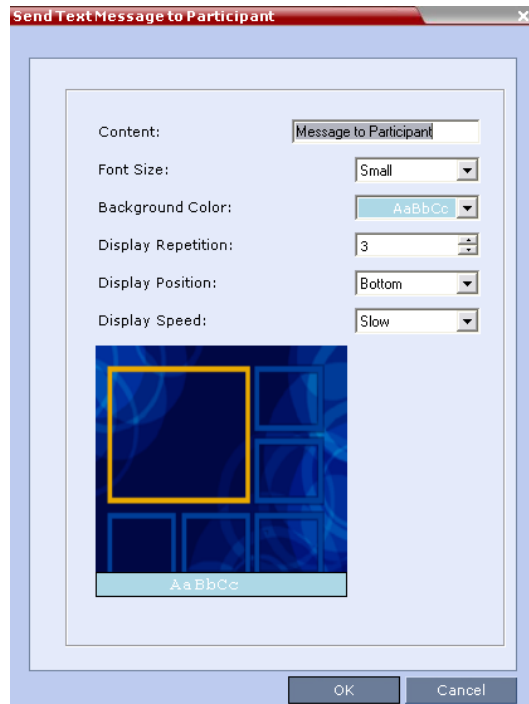 Send Text Message to Participant
Content: Message to Participant
Font Size: Small
Background Color: AaBbCc
Display Repetition: 3
Display Position: Bottom
Display Speed: Slow
AaBbCc
OK Cancel